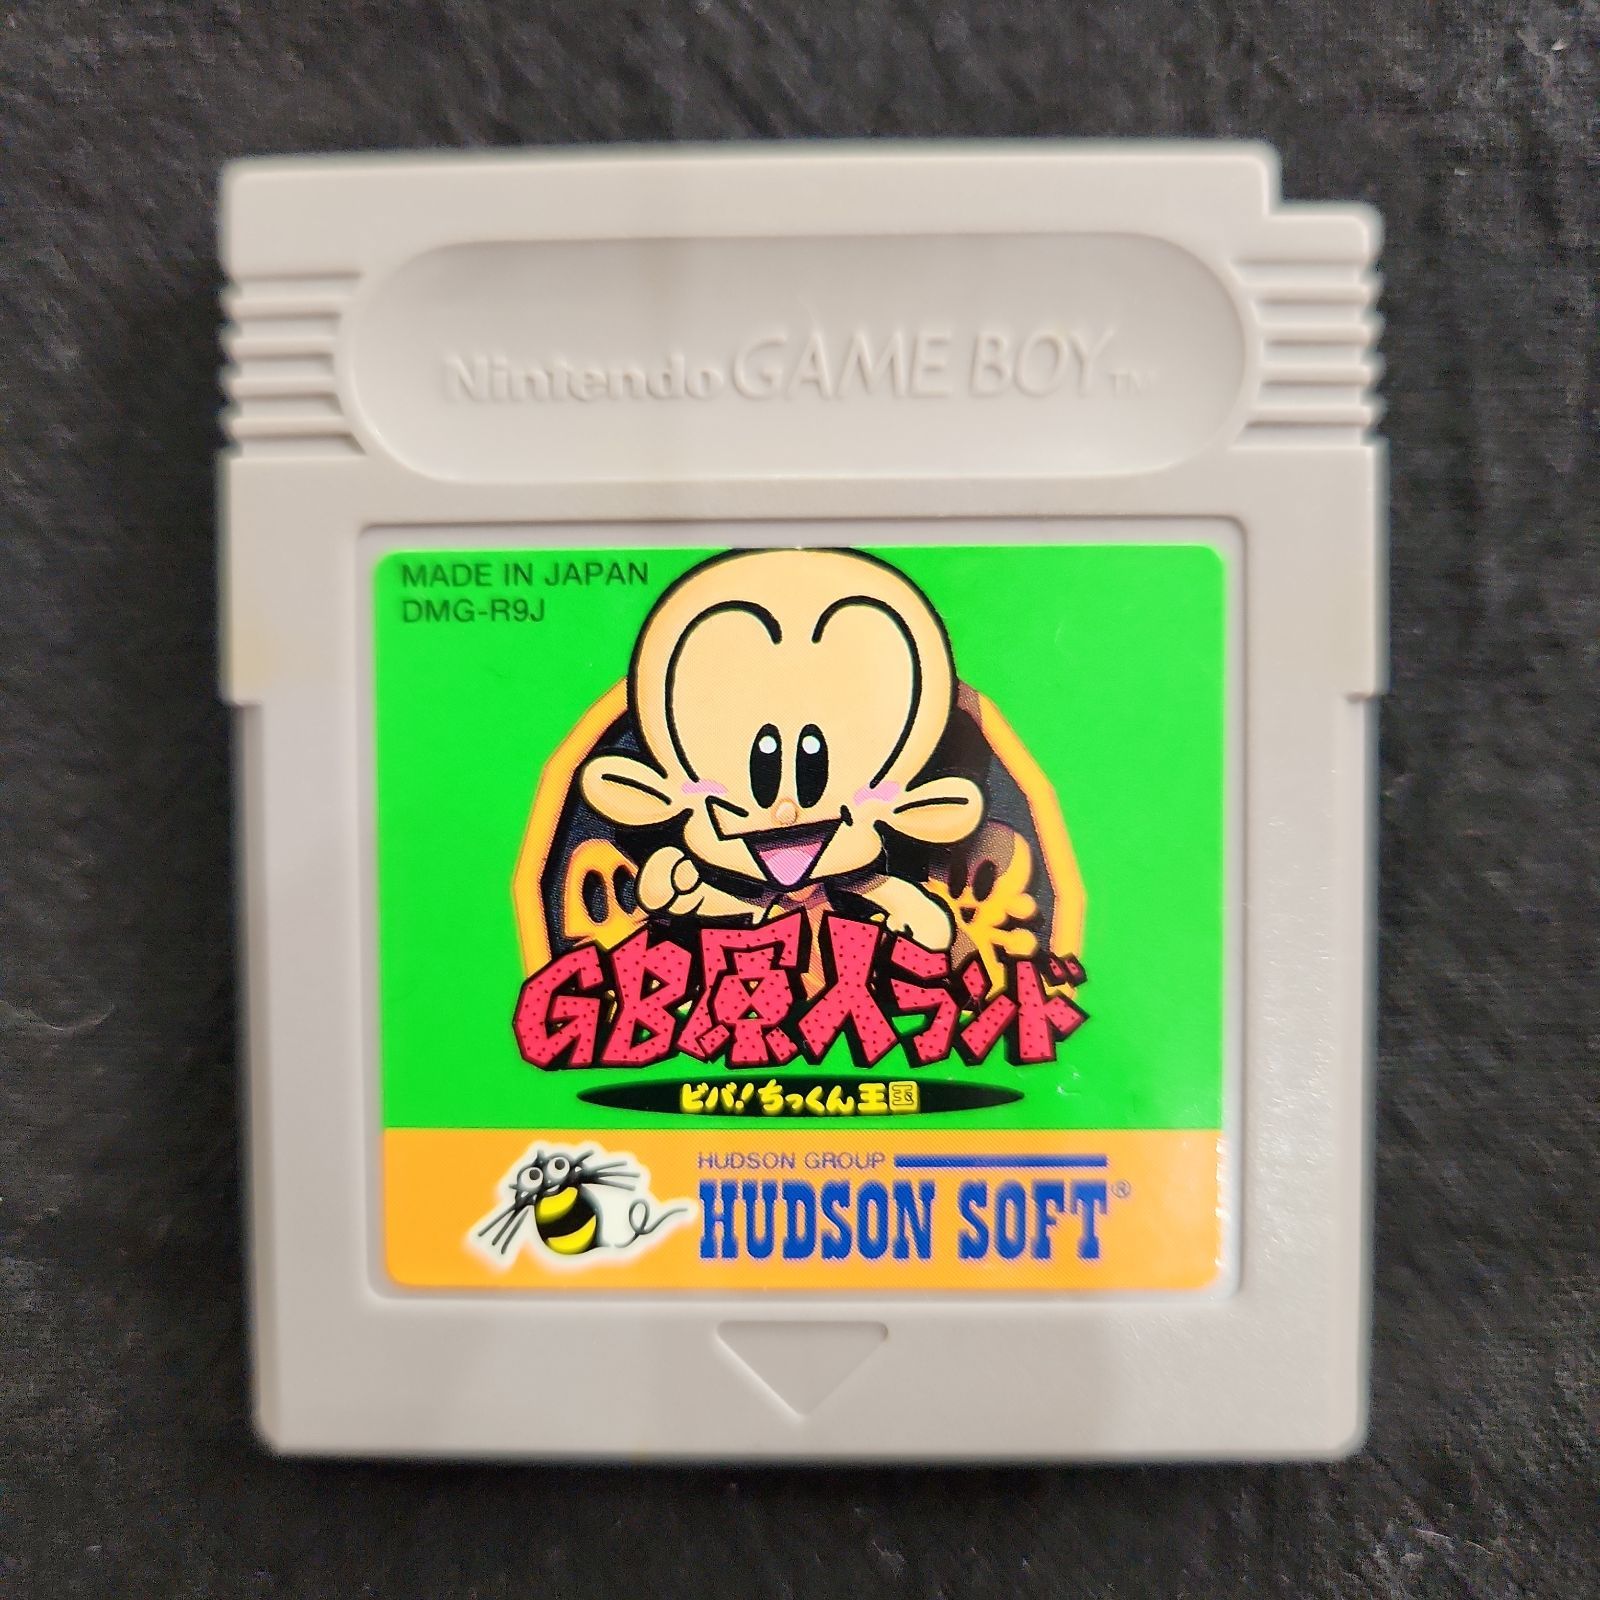 Nintendo GAME BOY™
MADE IN JAPAN
DMG-R9J
GB原人ランド
ビバ!ちっくん王国
HUDSON GROUP
HUDSON SOFT®